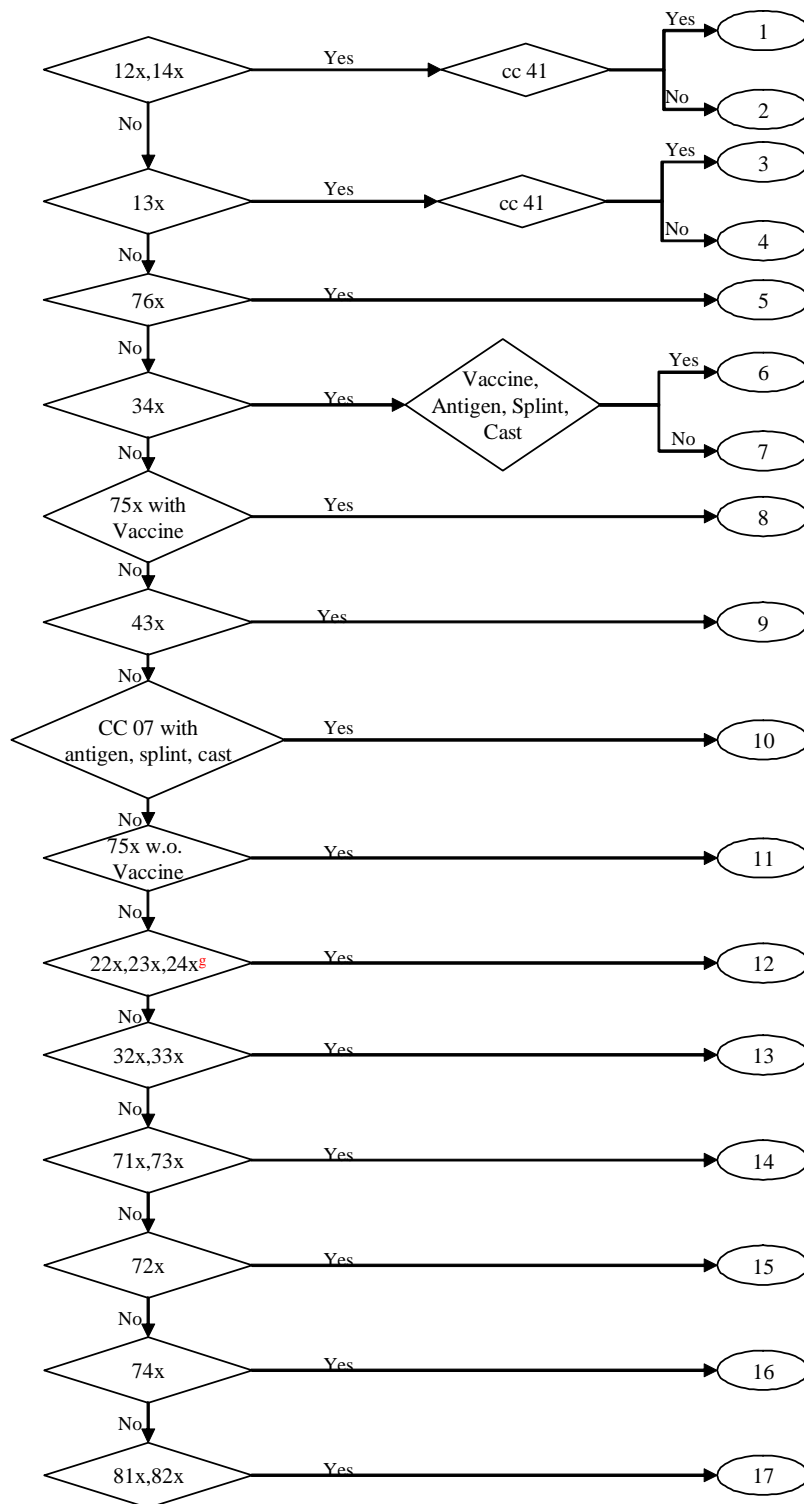 12x,14x
Yes
cc 41
Yes
1
No
2
No
13x
Yes
cc 41
Yes
3
No
4
No
76x
Yes
5
No
34x
Yes
Vaccine,
Antigen, Splint,
Cast
Yes
6
No
7
No
75x with
Vaccine
Yes
8
No
43x
Yes
9
No
CC 07 with
antigen, splint, cast
Yes
10
No
75x w.o.
Vaccine
Yes
11
No
22x,23x,24xg
Yes
12
No
32x,33x
Yes
13
No
71x,73x
Yes
14
No
72x
Yes
15
No
74x
Yes
16
No
81x,82x
Yes
17